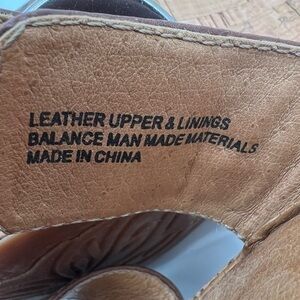 LEATHER UPPER & LININGS
BALANCE MAN MADE MATERIALS
MADE IN CHINA